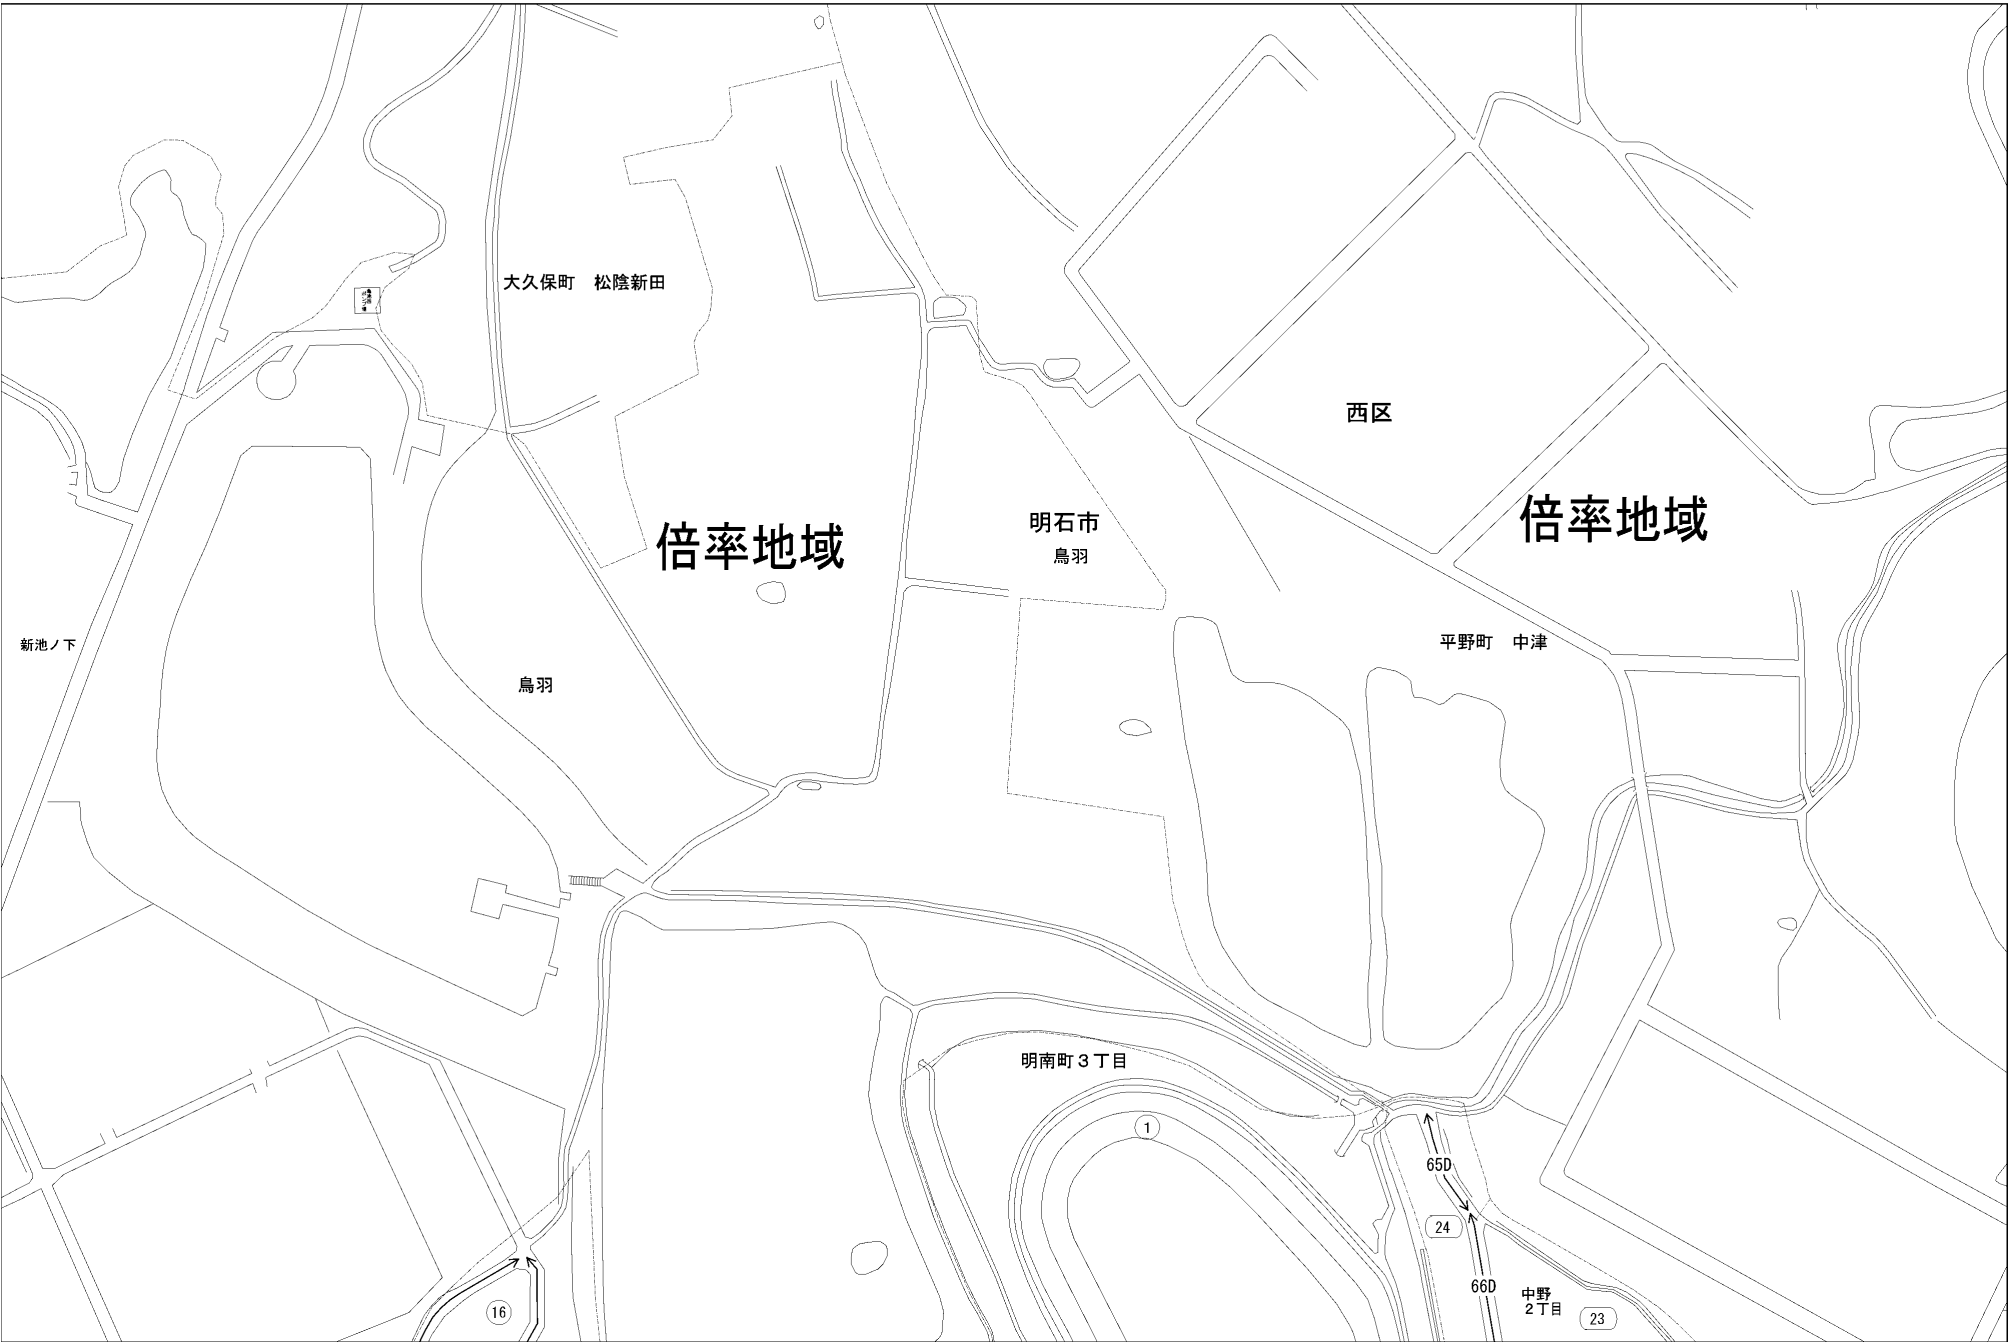 大久保町 松陰新田
西区
倍率地域
明石市
倍率地域
鳥羽
新池ノ下
平野町 中津
鳥羽
明南町3丁目
1
65D
24
66D
中野
2丁目
16
23